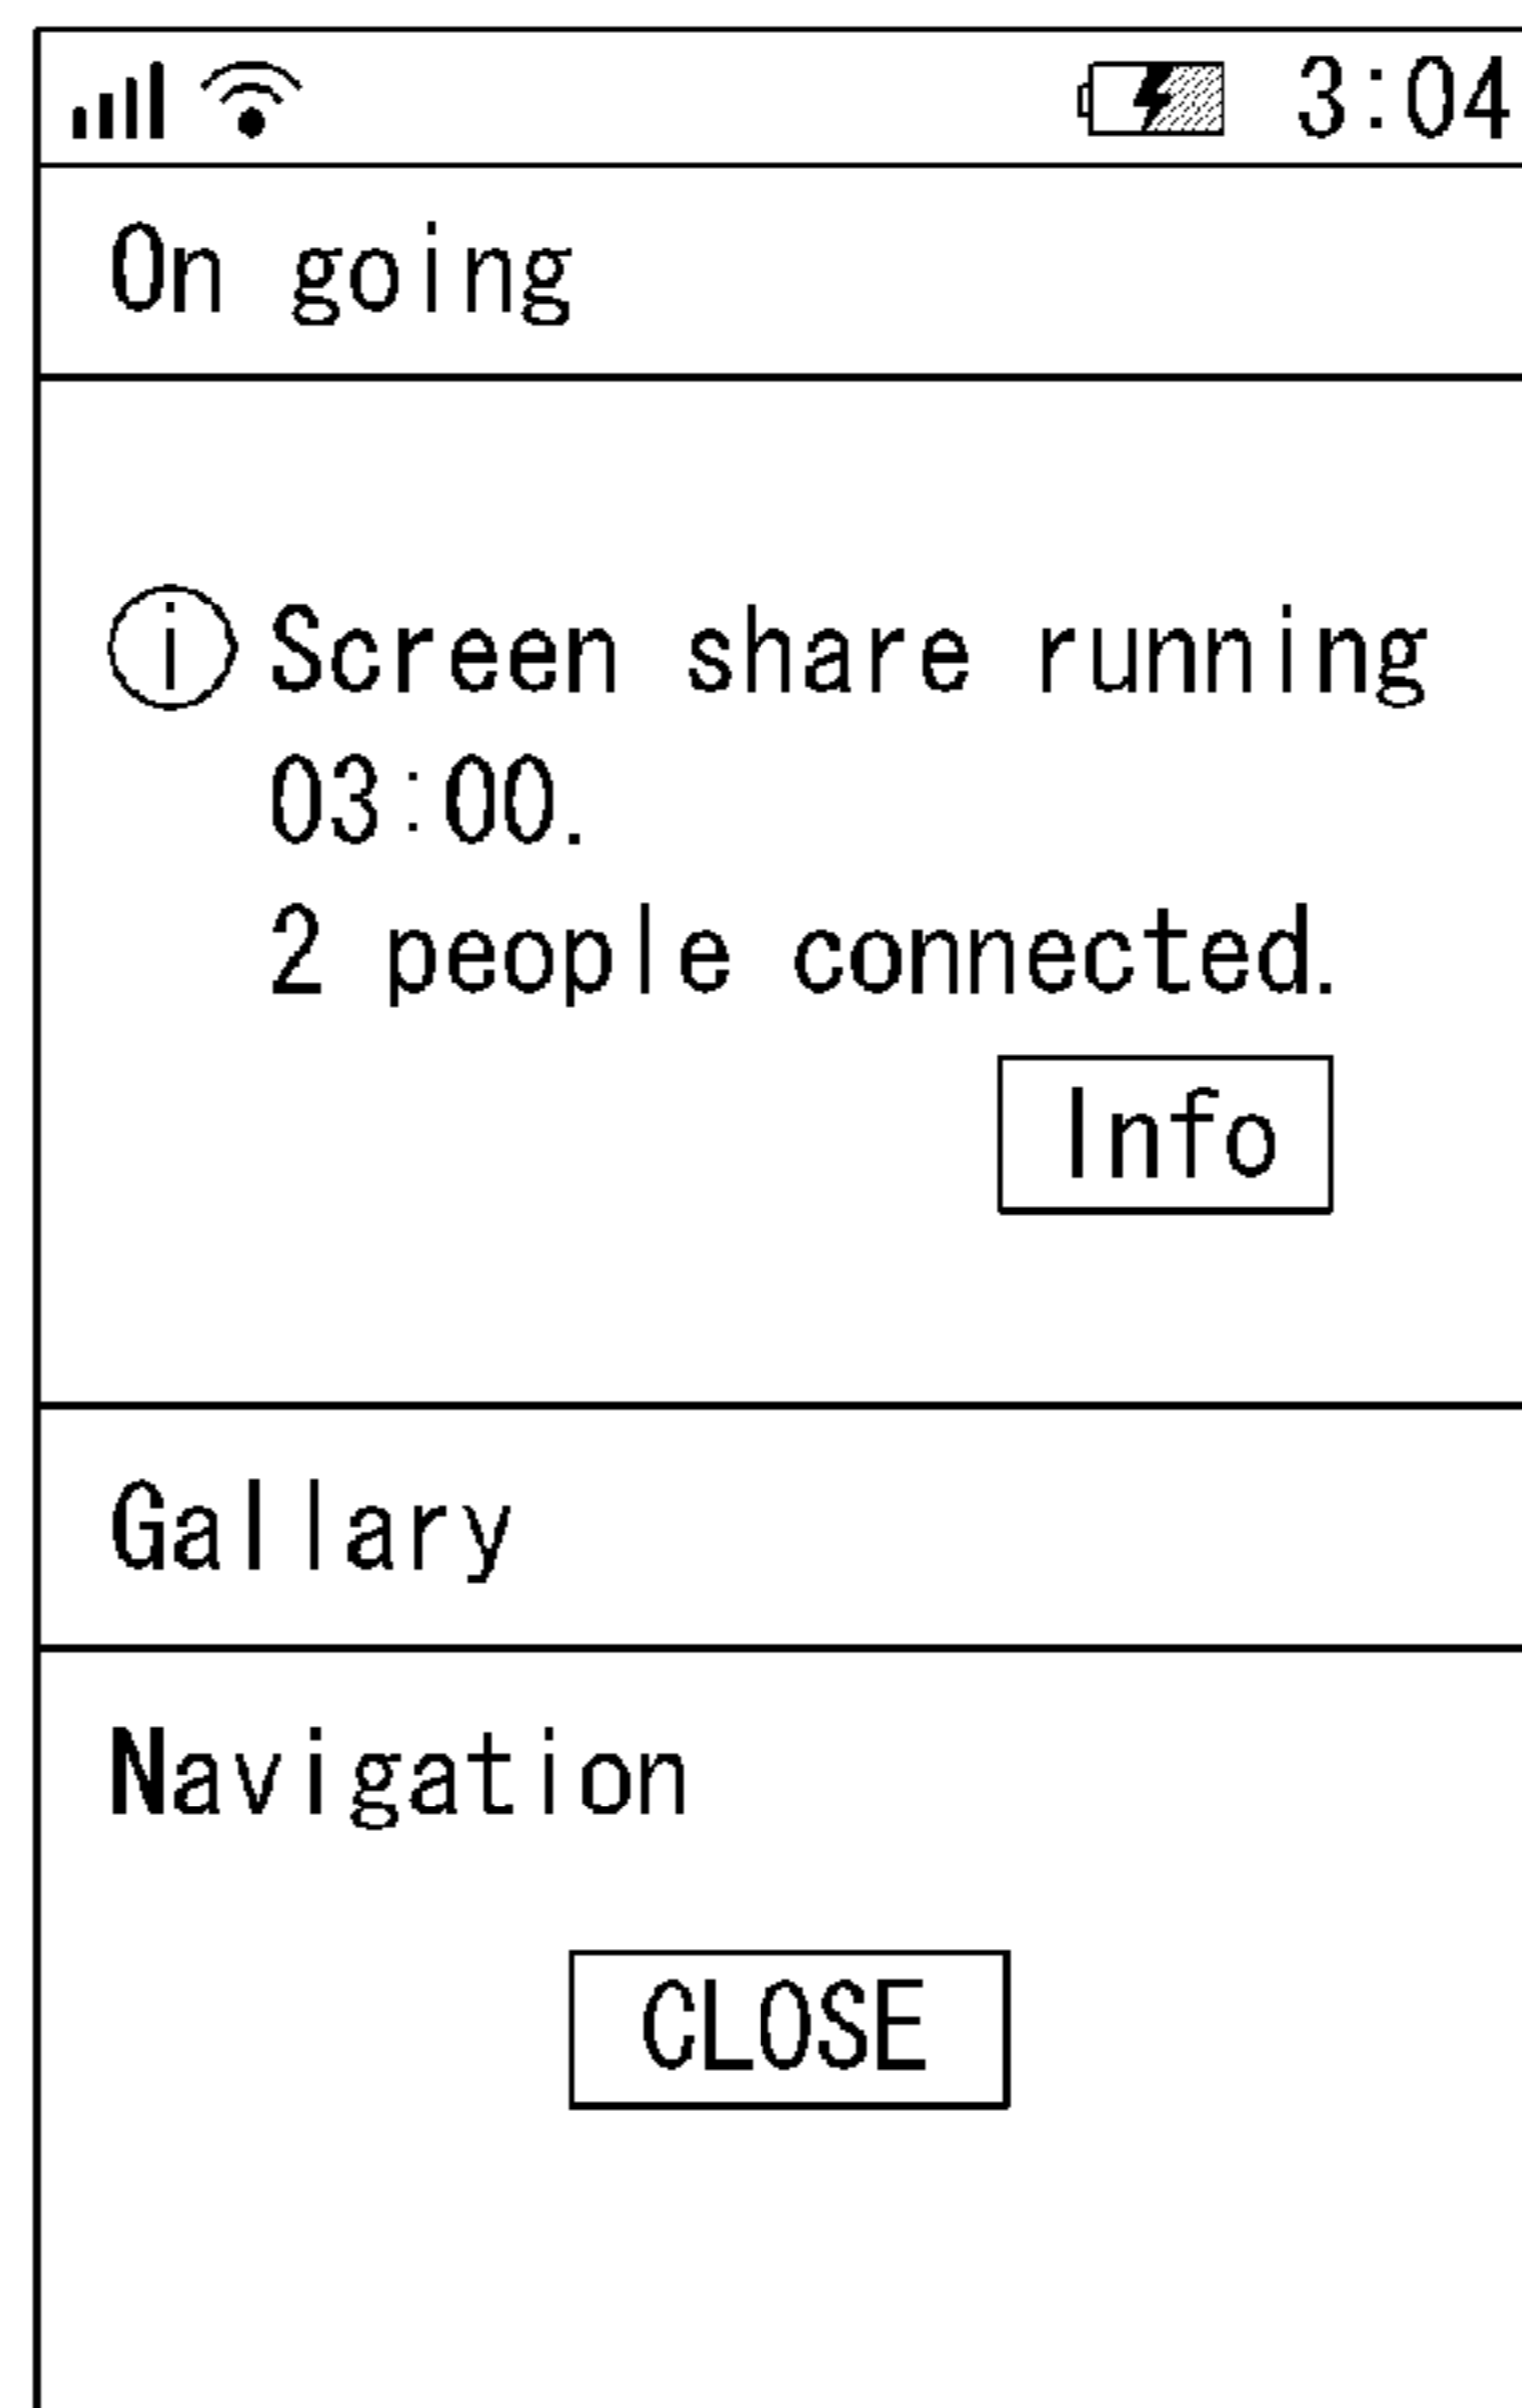 3:04
On going
i Screen share running
03:00.
2 people connected.
Info
Gallary
Navigation
CLOSE